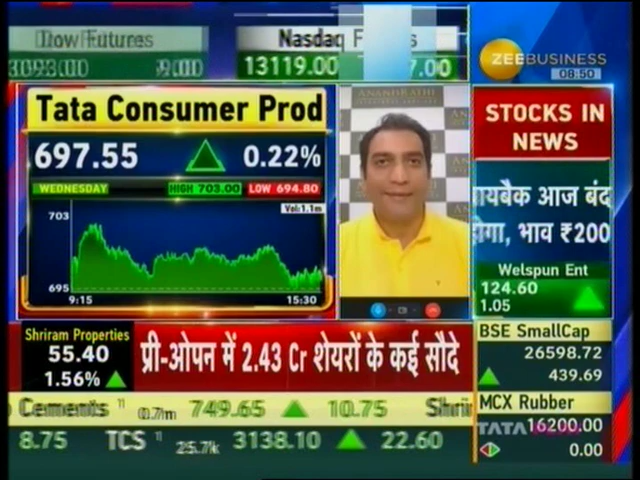 Dow Futures
Nasdaq
13119.00
ZEEBUSINESS
08:50
Tata Consumer Prod
697.55 0.22%
WEDNESDAY HIGH 703.00 LOW 694.80
Vol:1.1m
703
695
9:15 15:30
ANANDRATHI
STOCKS IN
NEWS
यबैक आज बंद
होगा, भाव ₹200
Welspun Ent
124.60
1.05
Shriram Properties
55.40
1.56%
प्री-ओपन में 2.43 Cr शेयरों के कई सौदे
BSE SmallCap
26598.72
439.69
MCX Rubber
16200.00
0.00
TATA
Cements 0.7m 749.65 10.75 Shrir
8.75 TCS 25.7k 3138.10 22.60